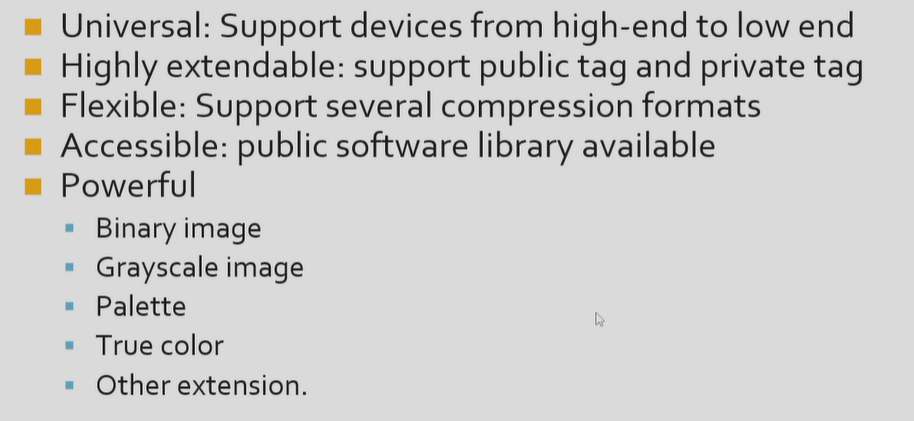 Universal: Support devices from high-end to low end
Highly extendable: support public tag and private tag
Flexible: Support several compression formats
Accessible: public software library available
Powerful
Binary image
Grayscale image
Palette
True color
Other extension.